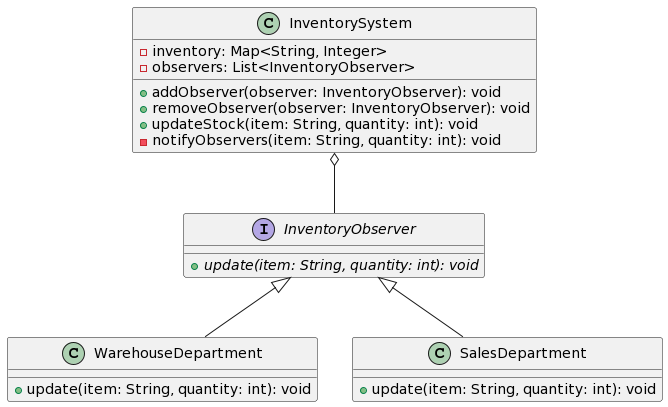 C InventorySystem
inventory: Map<String, Integer>
observers: List<InventoryObserver>
addObserver(observer: InventoryObserver): void
removeObserver(observer: InventoryObserver): void
updateStock(item: String, quantity: int): void
notifyObservers(item: String, quantity: int): void
I InventoryObserver
update(item: String, quantity: int): void
C WarehouseDepartment
update(item: String, quantity: int): void
C SalesDepartment
update(item: String, quantity: int): void